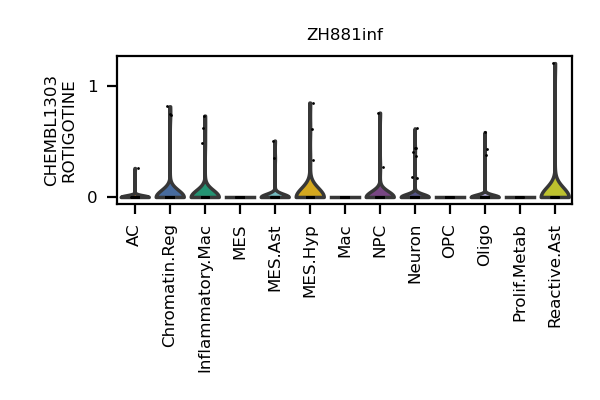 ZH881inf
CHEMBL1303
ROTIGOTINE
1
0
AC
Chromatin.Reg
Inflammatory.Mac
MES
MES.Ast
MES.Hyp
Mac
NPC
Neuron
OPC
Oligo
Prolif.Metab
Reactive.Ast